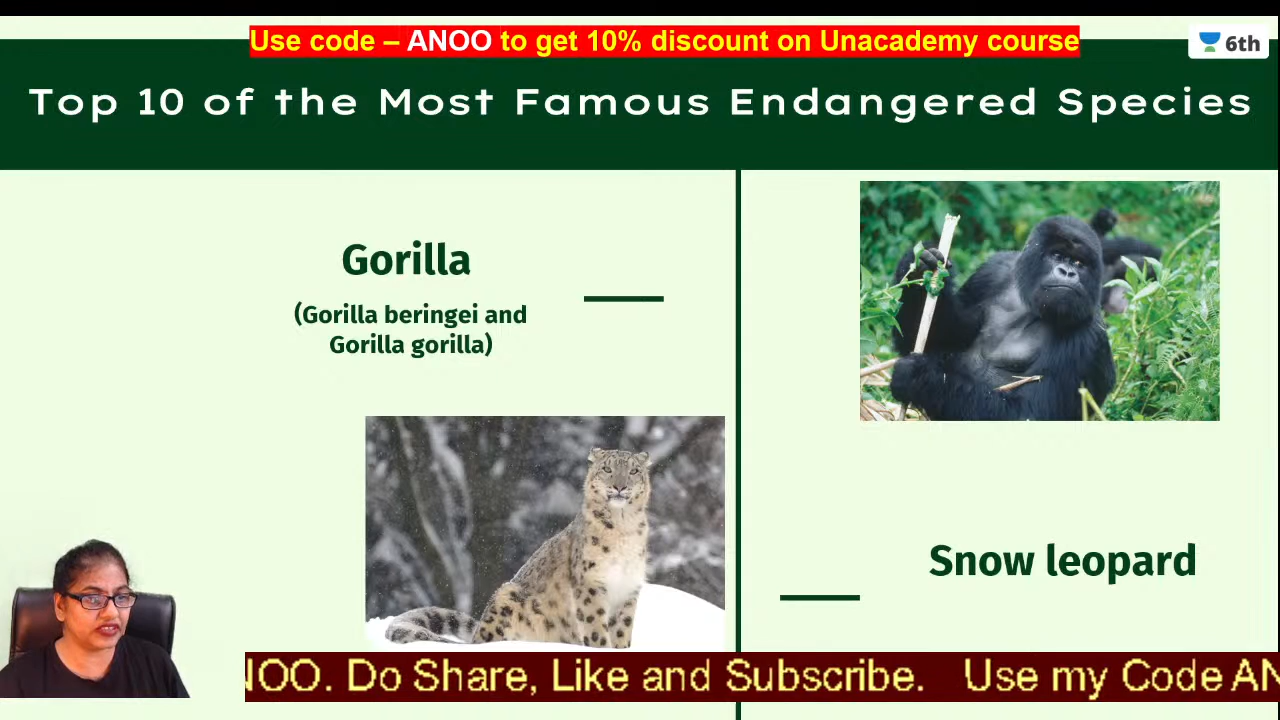 Use code – ANOO to get 10% discount on Unacademy course
6th
Top 10 of the Most Famous Endangered Species
Gorilla
(Gorilla beringei and
Gorilla gorilla)
Snow leopard
NOO. Do Share, Like and Subscribe. Use my Code AN